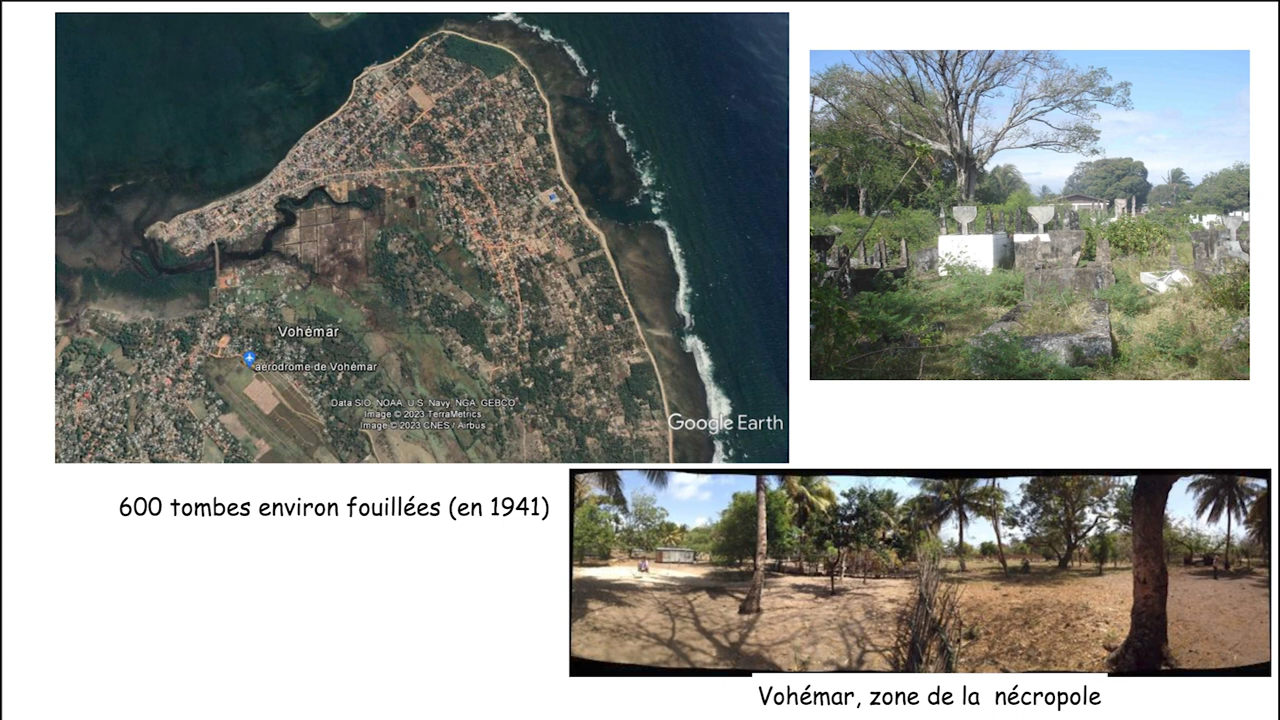 Vohémar
aérodrome de Vohémar
Data SIO, NOAA, U.S. Navy, NGA, GEBCO
Image © 2023 TerraMetrics
Image © 2023 CNES / Airbus
Google Earth
600 tombes environ fouillées (en 1941)
Vohémar, zone de la nécropole